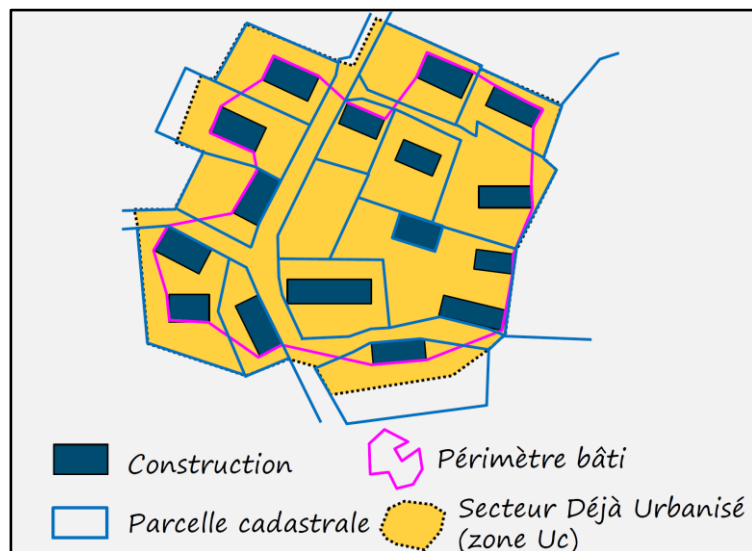 Construction
Périmètre bâti
Parcelle cadastrale
Secteur Déjà Urbanisé
(zone Uc)